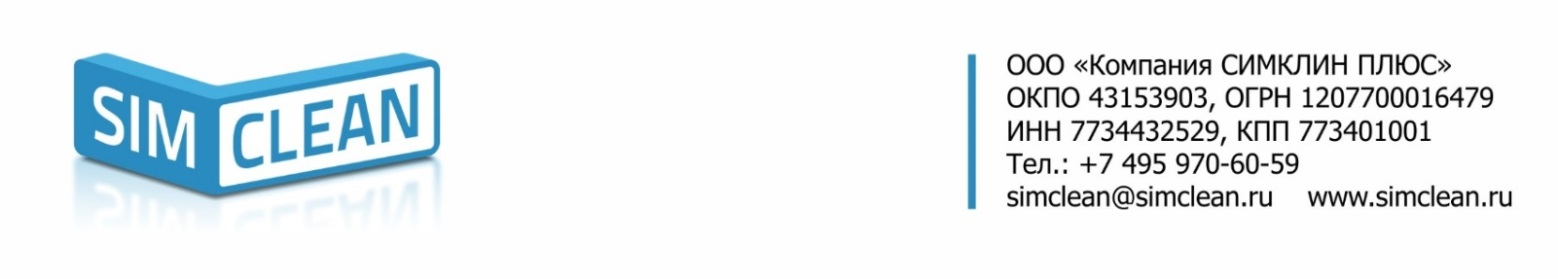 SIM CLEAN
ООО «Компания СИМКЛИН ПЛЮС»
ОКПО 43153903, ОГРН 1207700016479
ИНН 7734432529, КПП 773401001
Тел.: +7 495 970-60-59
simclean@simclean.ru www.simclean.ru